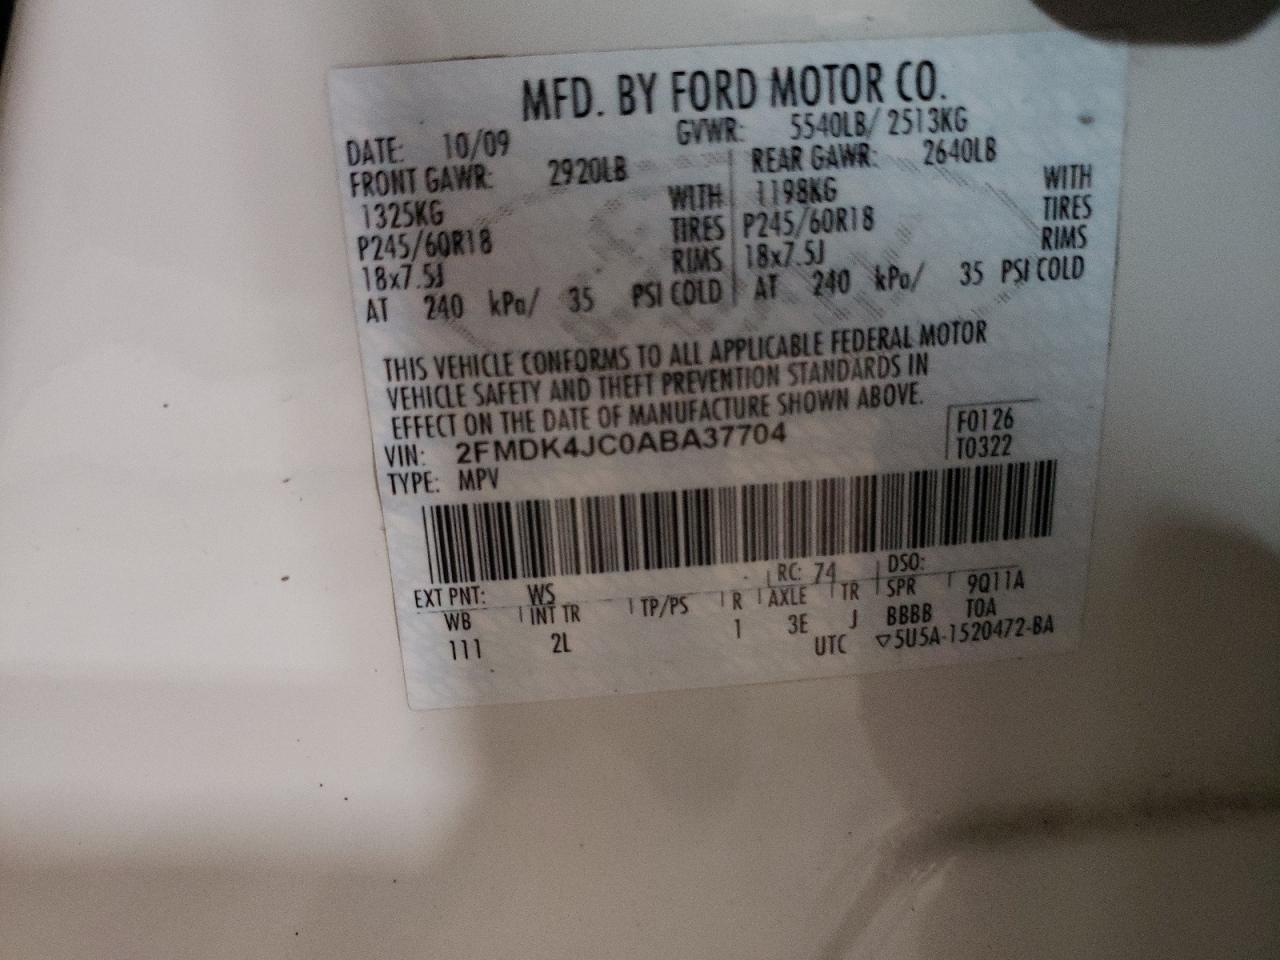 MFD. BY FORD MOTOR CO.
DATE: 10/09 GVWR: 5540LB/ 2513KG
FRONT GAWR: 2920LB REAR GAWR: 2640LB
1325KG WITH 1198KG WITH
P245/60R18 TIRES P245/60R18 TIRES
18x7.5J RIMS 18x7.5J RIMS
AT 240 kPa/ 35 PSI COLD AT 240 kPa/ 35 PSI COLD
THIS VEHICLE CONFORMS TO ALL APPLICABLE FEDERAL MOTOR
VEHICLE SAFETY AND THEFT PREVENTION STANDARDS IN
EFFECT ON THE DATE OF MANUFACTURE SHOWN ABOVE.
VIN: 2FMDK4JC0ABA37704 F0126
TYPE: MPV T0322
EXT PNT: WS RC: 74 DSO:
WB INT TR TP/PS R AXLE TR SPR 9Q11A
111 2L 1 3E J BBBB TOA
UTC ▽5U5A-1520472-BA